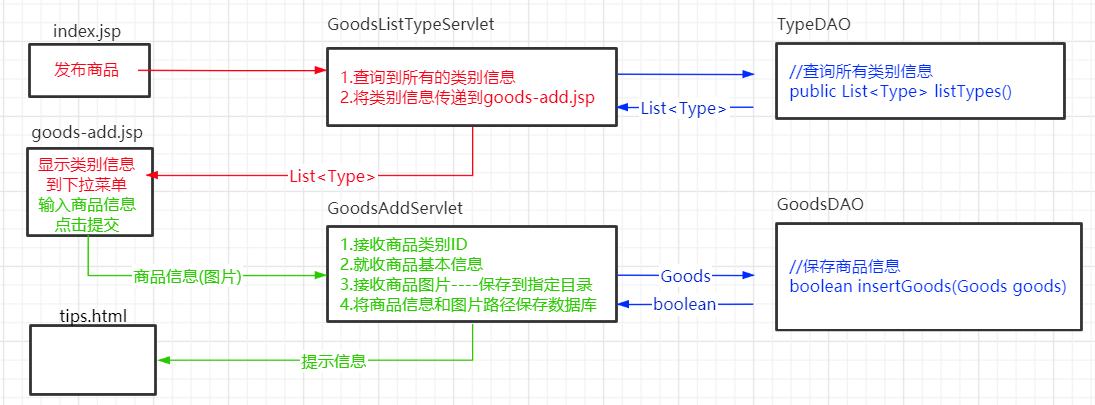 index.jsp
发布商品
GoodsListTypeServlet
1.查询到所有的类别信息
2.将类别信息传递到goods-add.jsp
TypeDAO
//查询所有类别信息
public List<Type> listTypes()
List<Type>
goods-add.jsp
显示类别信息
到下拉菜单
输入商品信息
点击提交
List<Type>
GoodsAddServlet
1.接收商品类别ID
2.就收商品基本信息
3.接收商品图片----保存到指定目录
4.将商品信息和图片路径保存数据库
商品信息(图片)
Goods
boolean
GoodsDAO
//保存商品信息
boolean insertGoods(Goods goods)
tips.html
提示信息